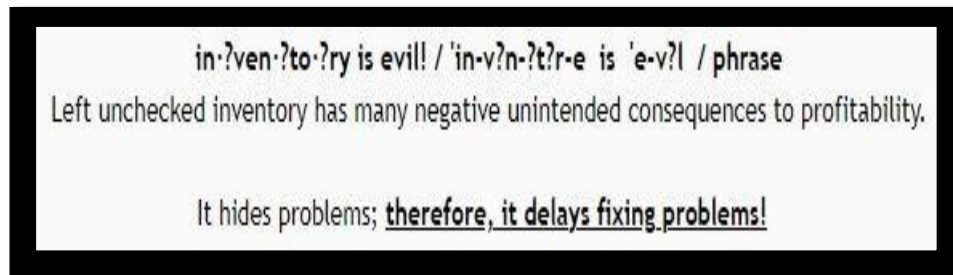 in·?ven·?to·?ry is evil! / 'in-v?n-?t?r-e is 'e-v?l / phrase
Left unchecked inventory has many negative unintended consequences to profitability.
It hides problems; therefore, it delays fixing problems!